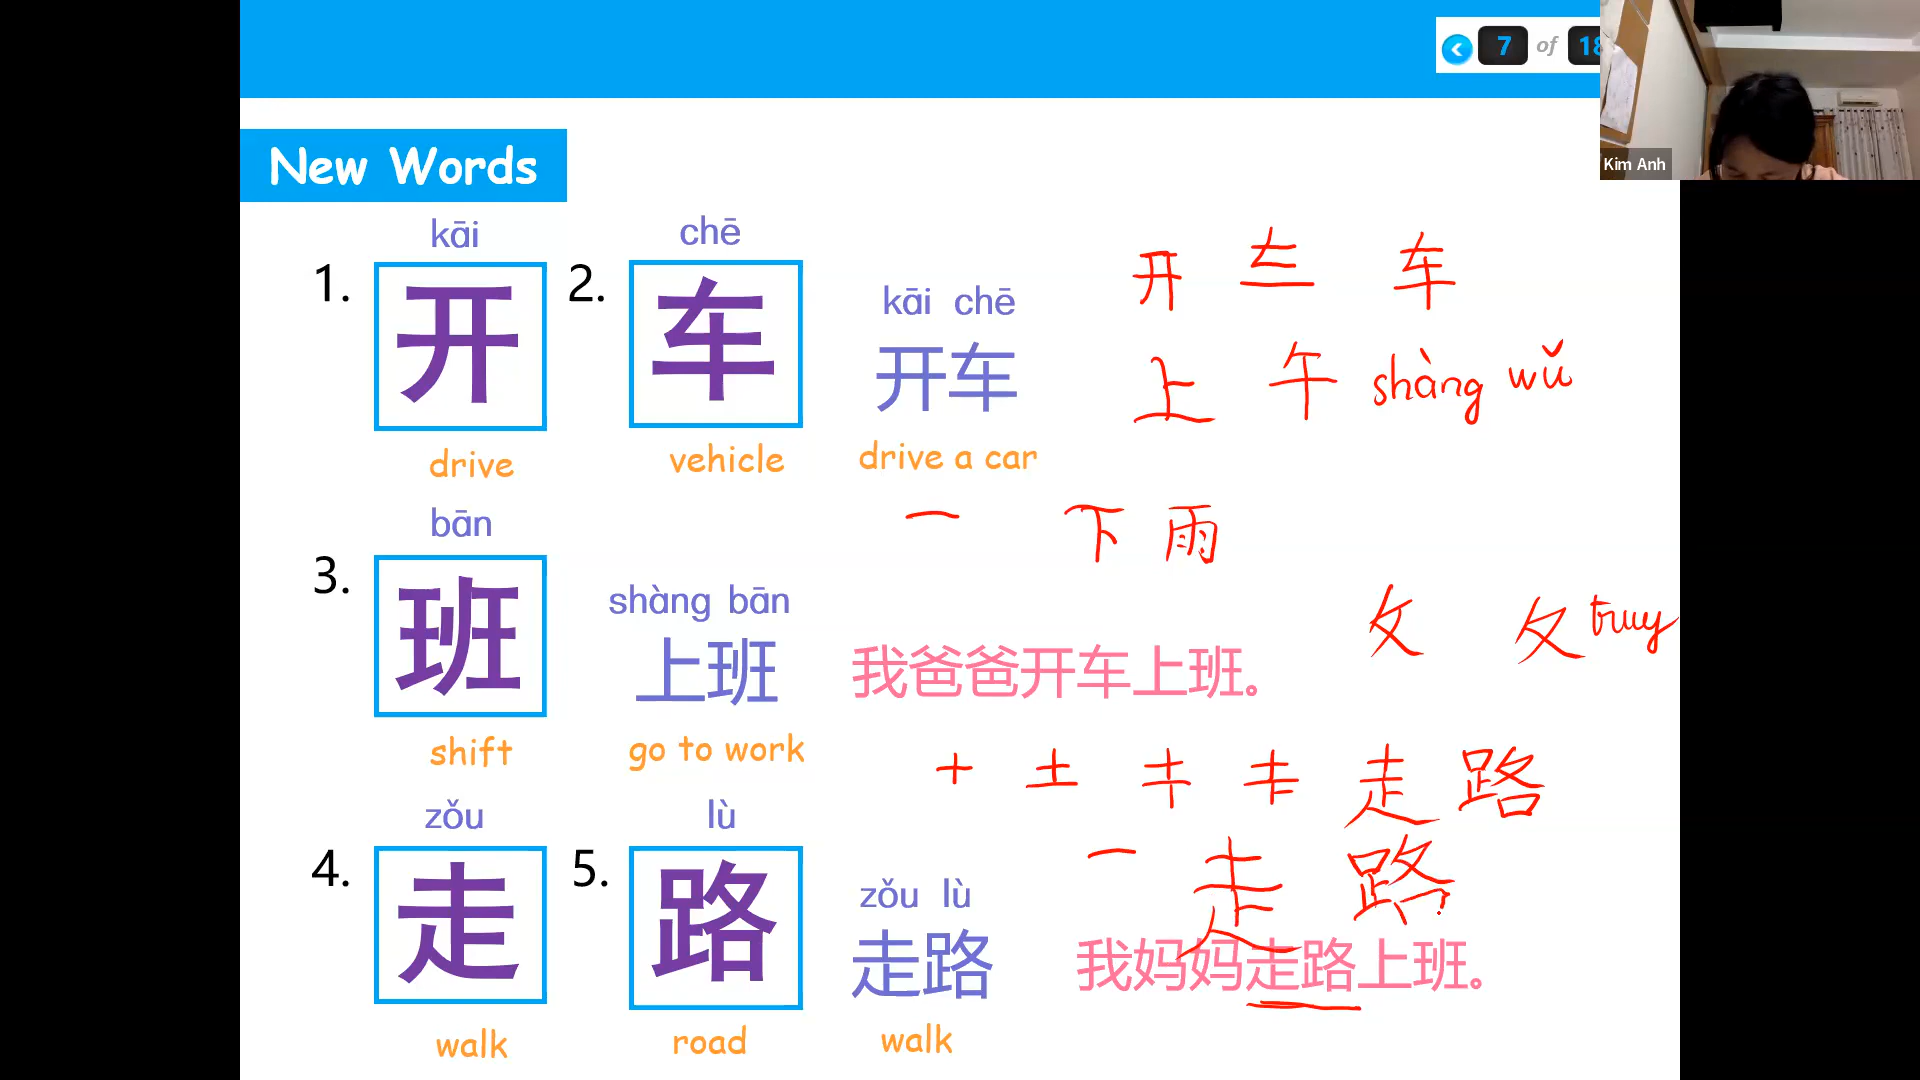 7 of 18
Kim Anh
New Words
kāi
chē
1. 开
2. 车
kāi chē
开车
drive
vehicle
drive a car
开 车
上 午 shàng wǔ
一 下 雨
bān
3. 班
shàng bān
上班
shift
go to work
我爸爸开车上班。
夂 夂 truy
zǒu
lù
4. 走
5. 路
zǒu lù
走路
walk
road
walk
十 土 走 路
一 走 路
我妈妈走路上班。